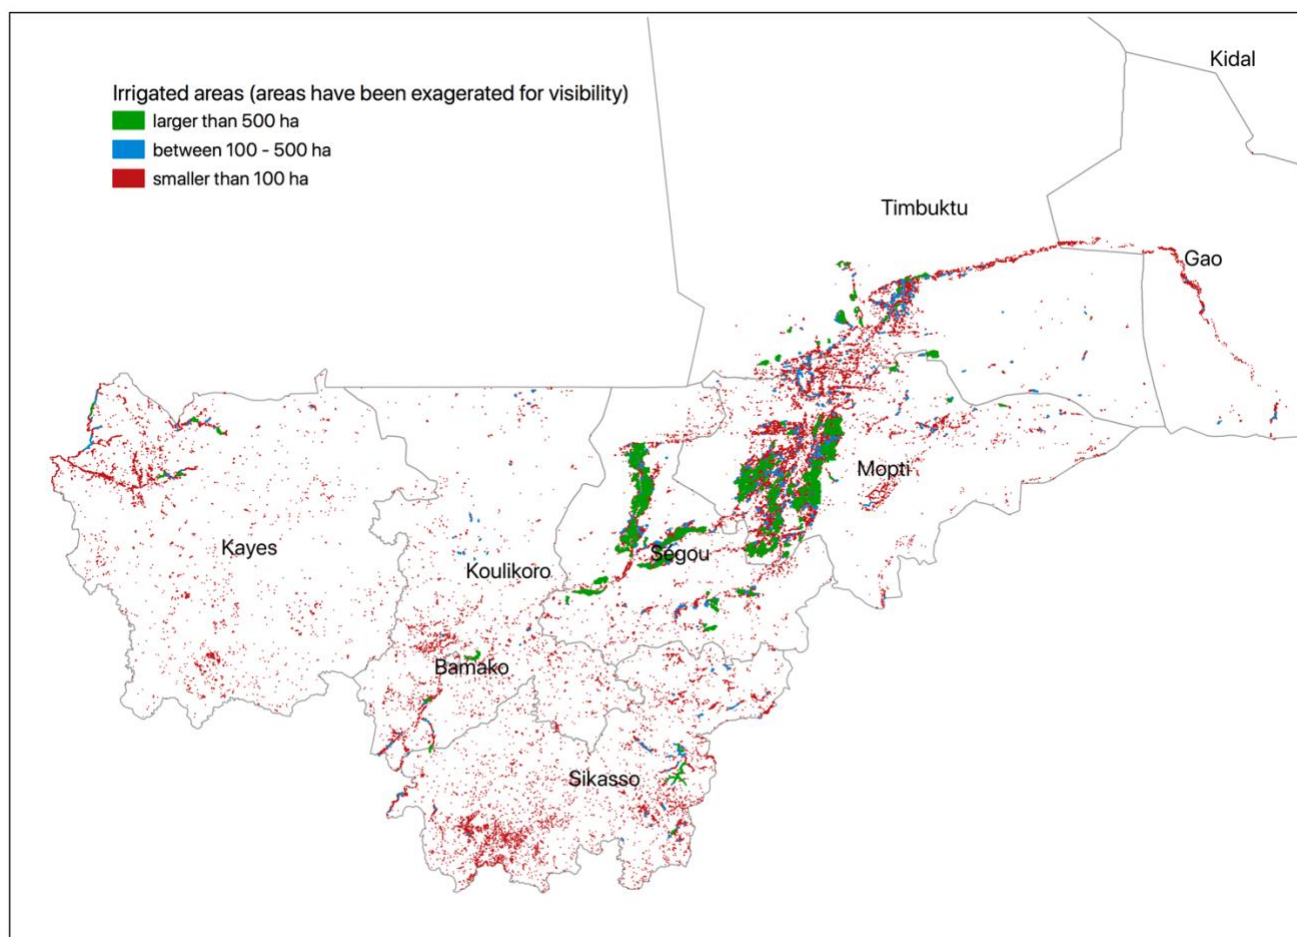 Kidal
Irrigated areas (areas have been exagerated for visibility)
larger than 500 ha
between 100 - 500 ha
smaller than 100 ha
Timbuktu
Gao
Mopti
Kayes
Ségou
Koulikoro
Bamako
Sikasso